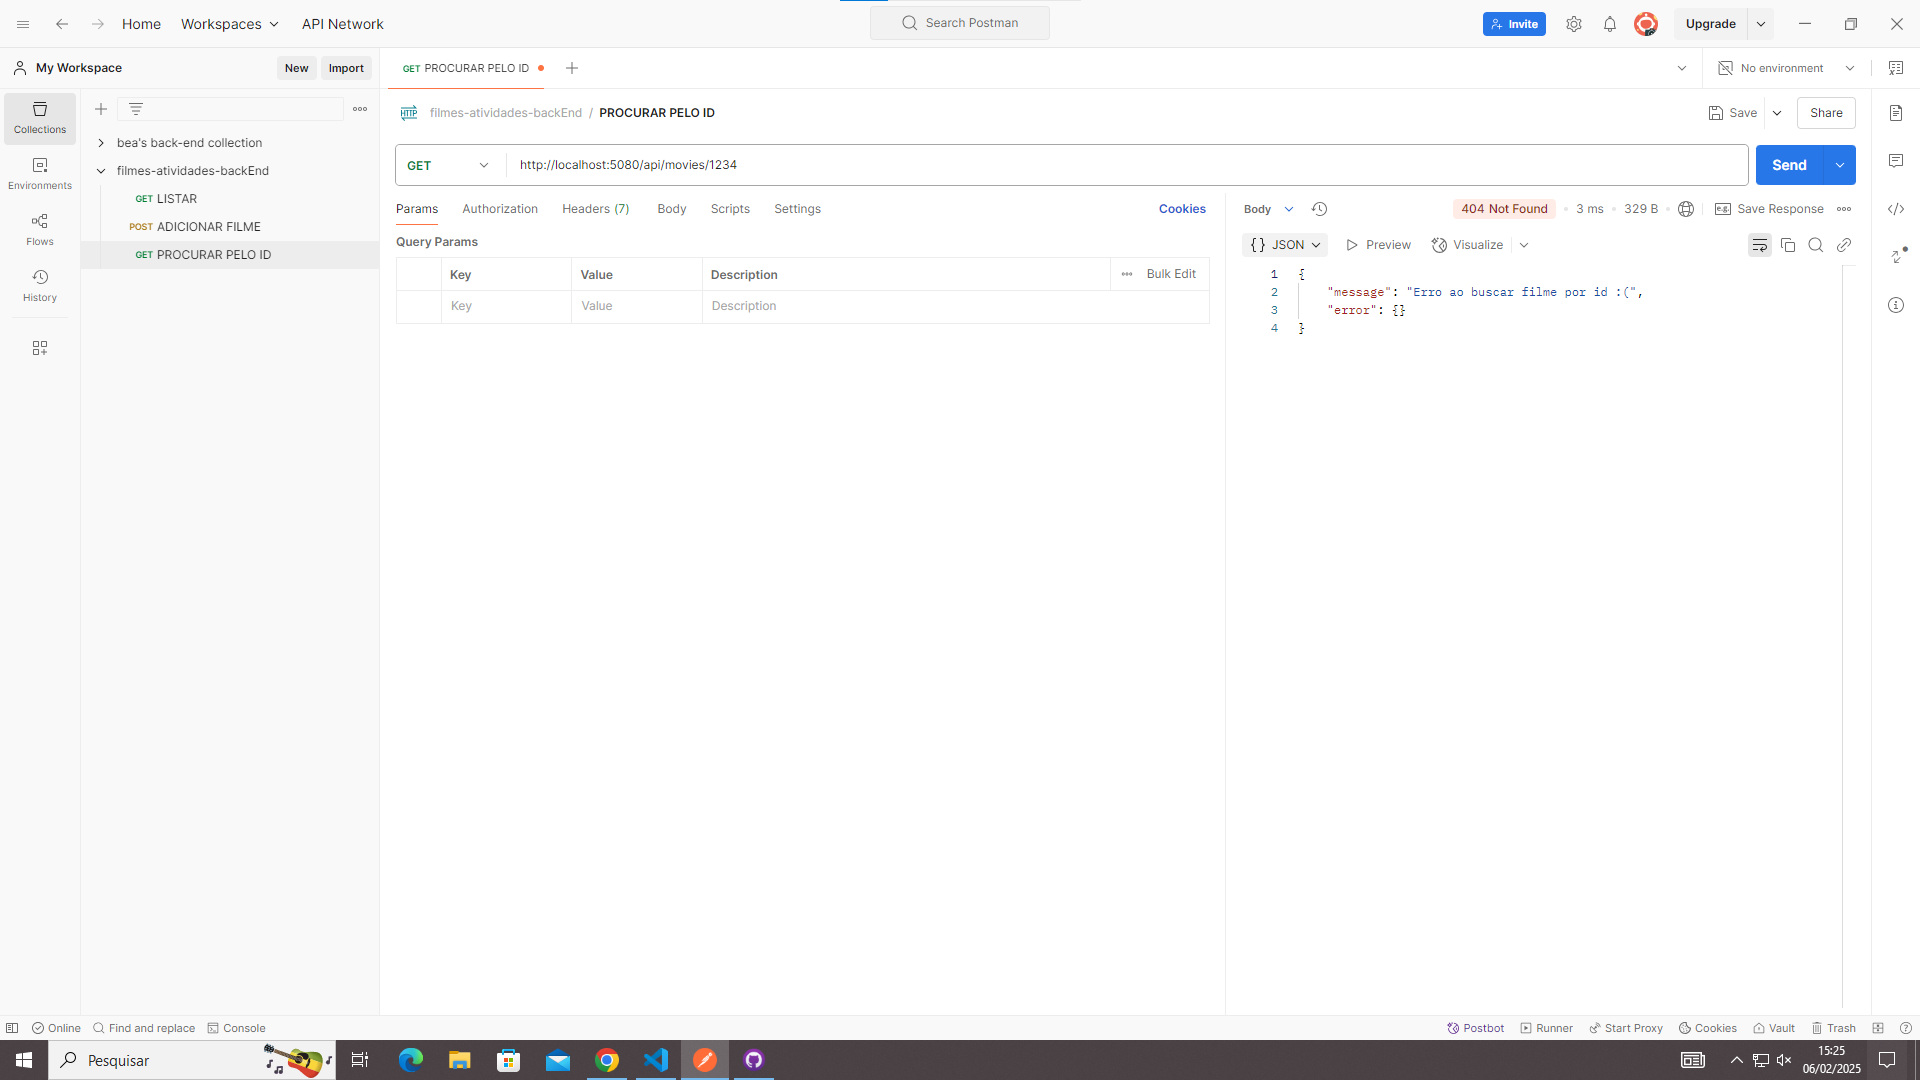 Home
Workspaces
API Network
Search Postman
Invite
Upgrade
My Workspace
New
Import
GET PROCURAR PELO ID
No environment
Collections
Environments
Flows
History
bea's back-end collection
filmes-atividades-backEnd
GET LISTAR
POST ADICIONAR FILME
GET PROCURAR PELO ID
HTTP filmes-atividades-backEnd / PROCURAR PELO ID
Save
Share
GET
http://localhost:5080/api/movies/1234
Send
Params
Authorization
Headers (7)
Body
Scripts
Settings
Cookies
Query Params
Key
Value
Description
Bulk Edit
Key
Value
Description
Body
404 Not Found
3 ms
329 B
e.g. Save Response
{} JSON
Preview
Visualize
1 {
2 "message": "Erro ao buscar filme por id :(",
3 "error": {}
4 }
Online
Find and replace
Console
Postbot
Runner
Start Proxy
Cookies
Vault
Trash
Pesquisar
15:25
06/02/2025